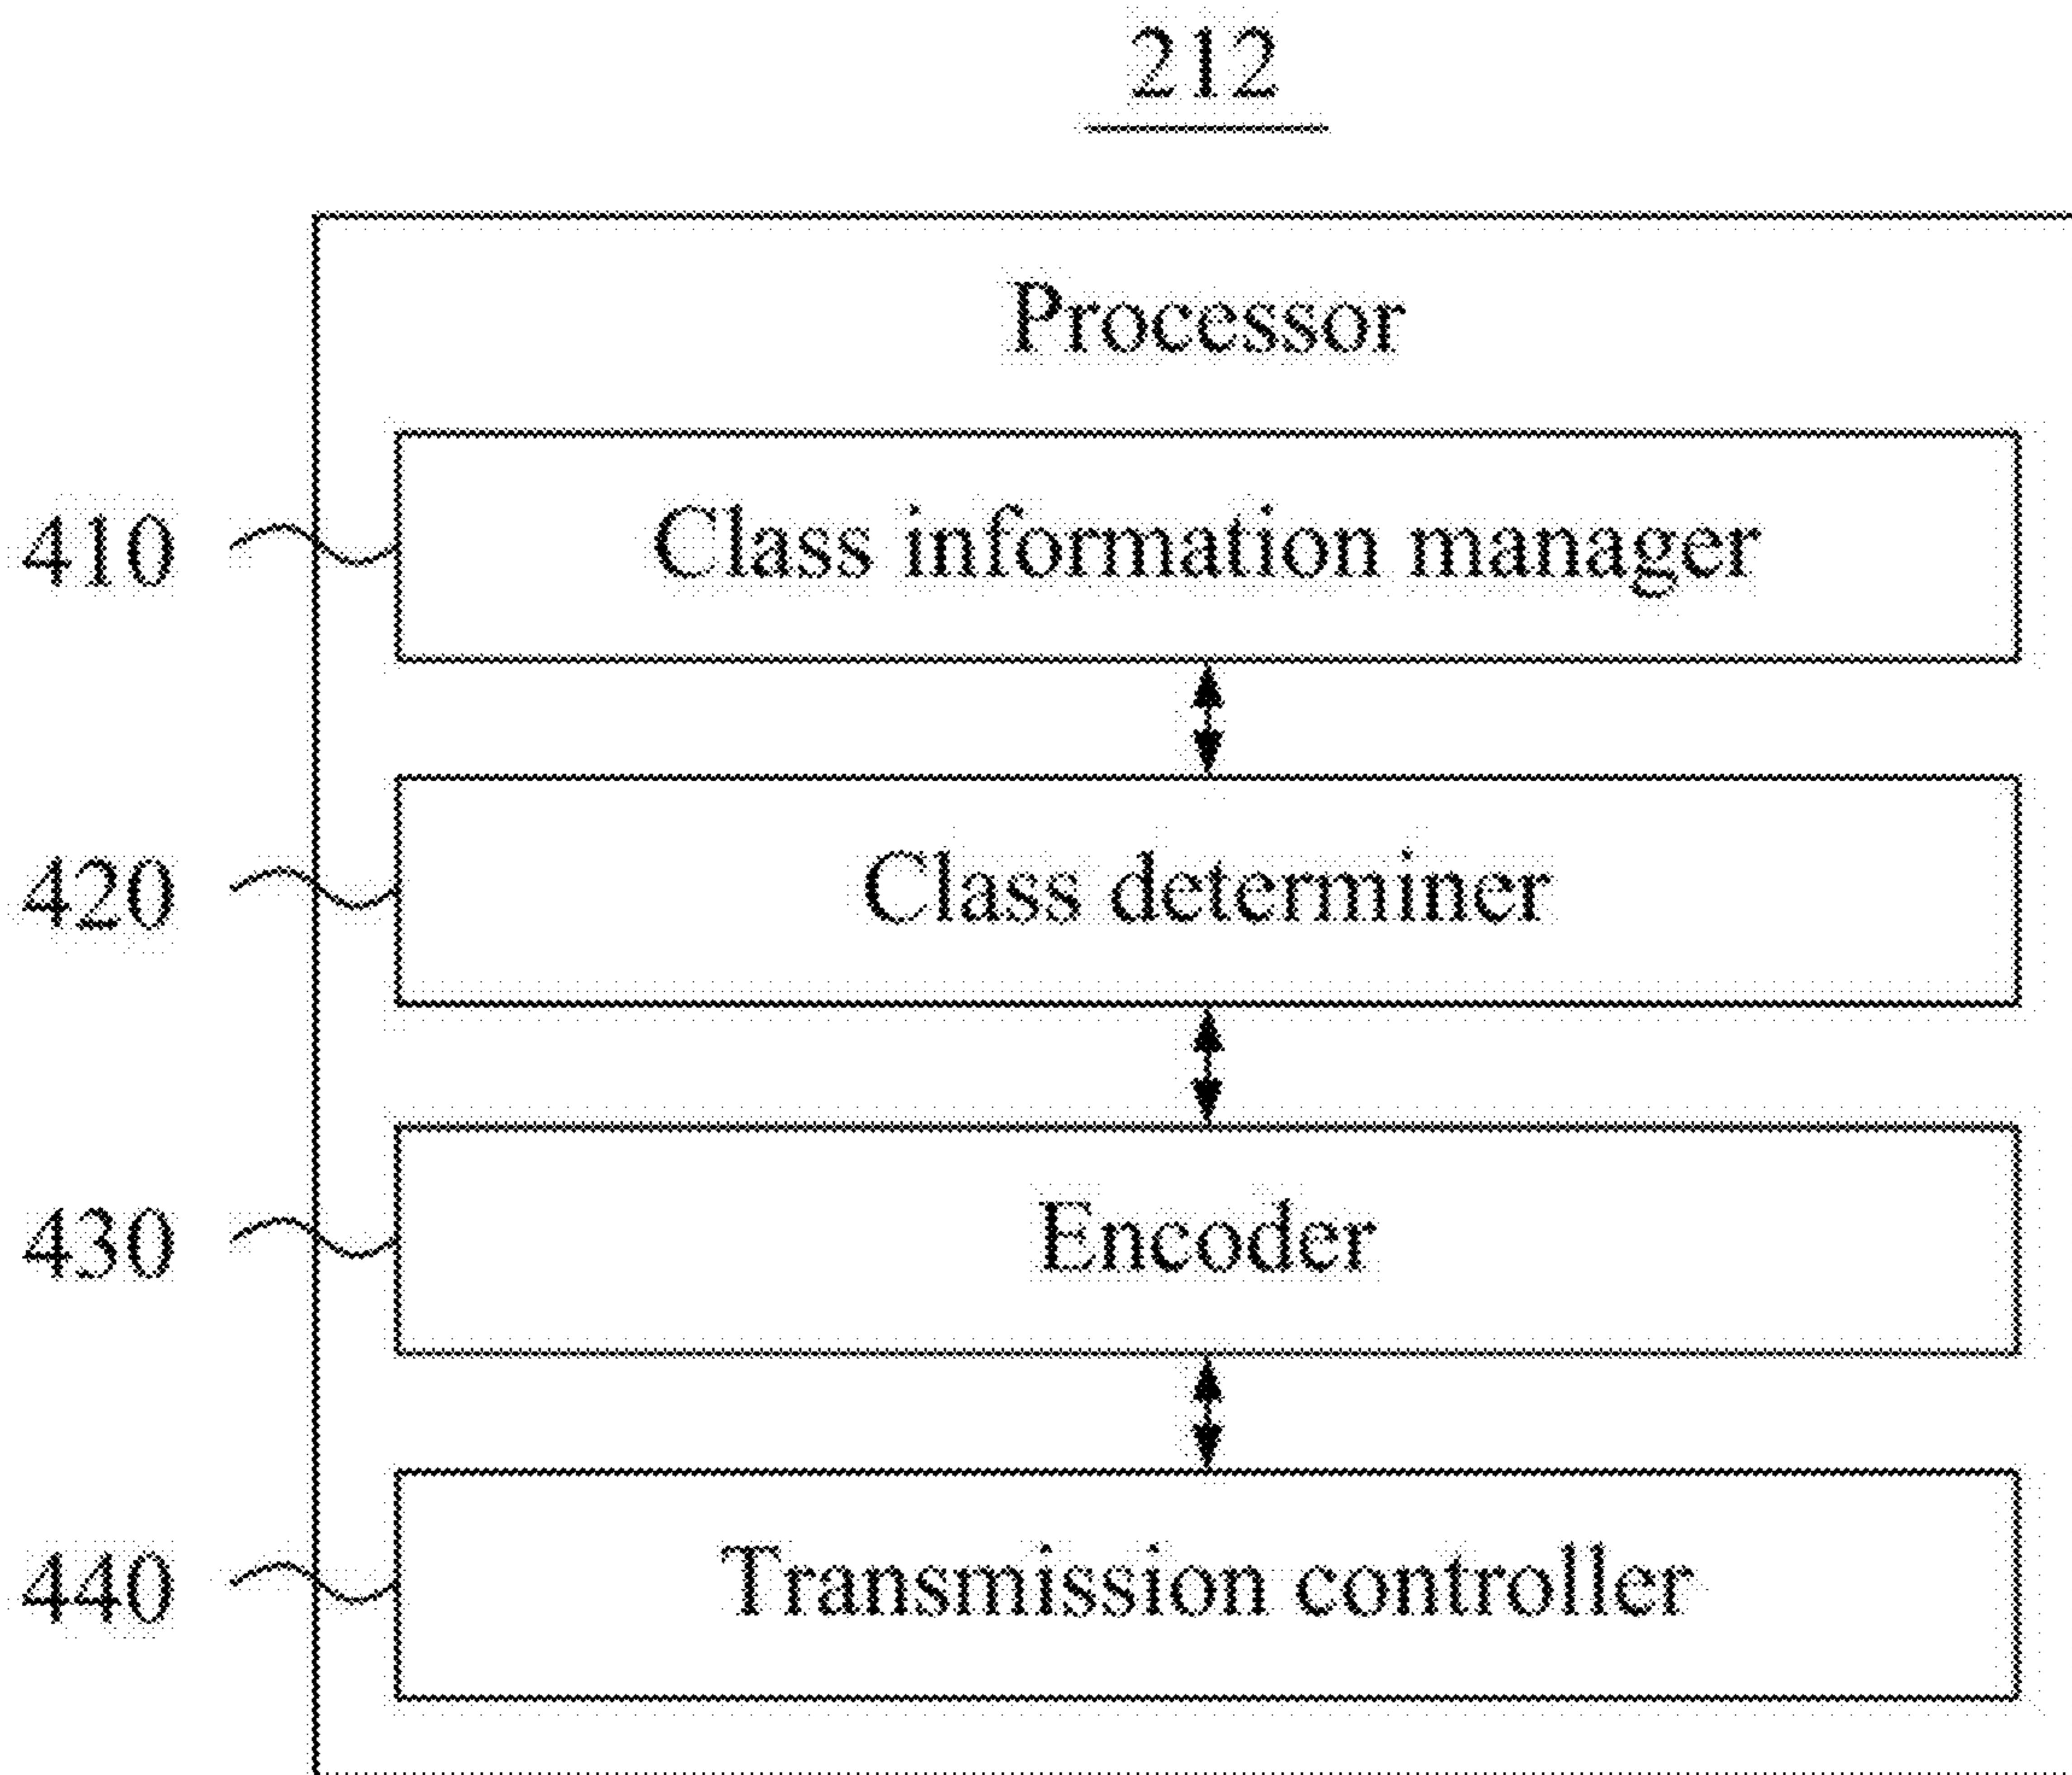 212
Processor
410 Class information manager
420 Class determiner
430 Encoder
440 Transmission controller